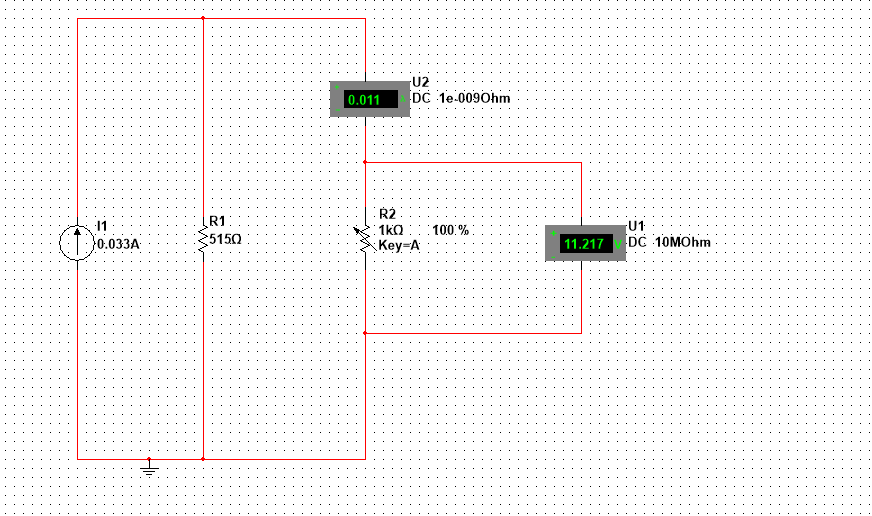 U2
0.011 A
DC 1e-009Ohm
I1
0.033A
R1
515Ω
R2
1kΩ
100 %
Key=A
U1
11.217 V
DC 10MOhm